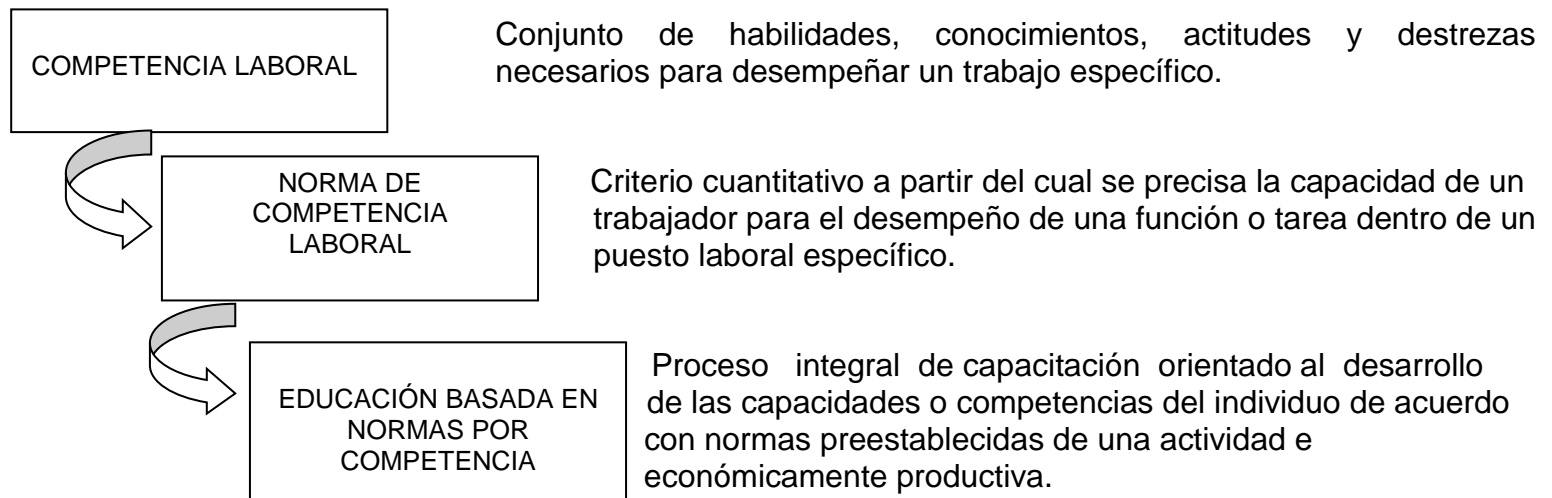 COMPETENCIA LABORAL
Conjunto de habilidades, conocimientos, actitudes y destrezas
necesarios para desempeñar un trabajo específico.
NORMA DE
COMPETENCIA
LABORAL
Criterio cuantitativo a partir del cual se precisa la capacidad de un
trabajador para el desempeño de una función o tarea dentro de un
puesto laboral específico.
EDUCACIÓN BASADA EN
NORMAS POR
COMPETENCIA
Proceso integral de capacitación orientado al desarrollo
de las capacidades o competencias del individuo de acuerdo
con normas preestablecidas de una actividad e
económicamente productiva.